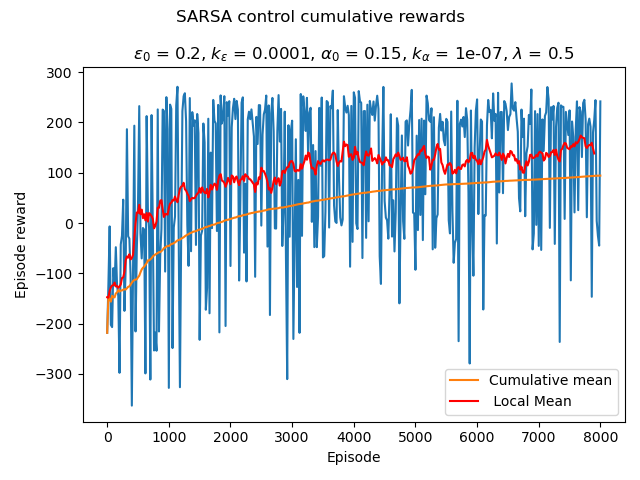 SARSA control cumulative rewards
ε₀ = 0.2, kε = 0.0001, α₀ = 0.15, kα = 1e-07, λ = 0.5
300
200
100
0
−100
−200
−300
Episode reward
0 1000 2000 3000 4000 5000 6000 7000 8000
Episode
Cumulative mean
Local Mean